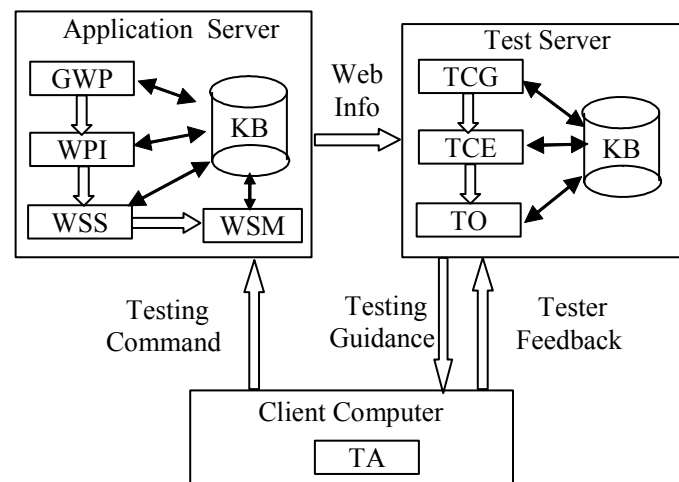 Application Server
GWP
WPI
WSS
KB
WSM
Web
Info
Test Server
TCG
TCE
TO
KB
Testing
Command
Testing
Guidance
Tester
Feedback
Client Computer
TA